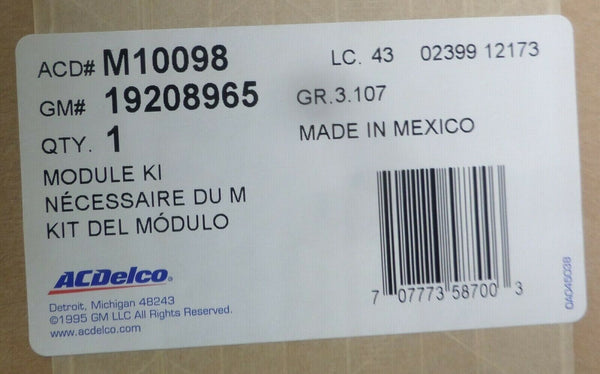 ACD# M10098 LC. 43 02399 12173
GM# 19208965 GR.3.107
QTY. 1 MADE IN MEXICO
MODULE KI
NÉCESSAIRE DU M
KIT DEL MÓDULO
ACDelco®
Detroit, Michigan 48243
©1995 GM LLC All Rights Reserved.
www.acdelco.com
7 07773 58700 3
0A045038